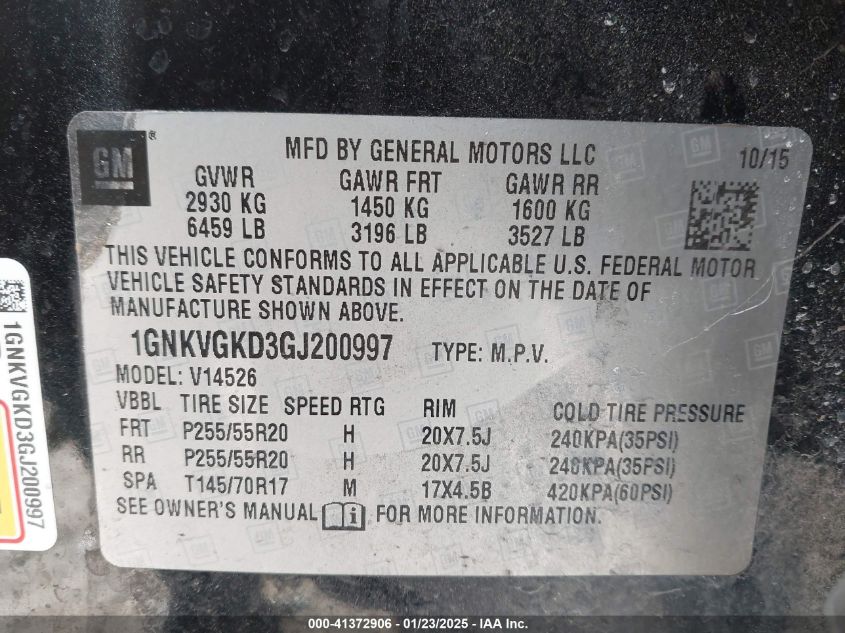 GM ®
MFD BY GENERAL MOTORS LLC 10/15
GVWR GAWR FRT GAWR RR
2930 KG 1450 KG 1600 KG
6459 LB 3196 LB 3527 LB
THIS VEHICLE CONFORMS TO ALL APPLICABLE U.S. FEDERAL MOTOR
VEHICLE SAFETY STANDARDS IN EFFECT ON THE DATE OF
MANUFACTURE SHOWN ABOVE.
1GNKVGKD3GJ200997 TYPE: M.P.V.
MODEL: V14526
VBBL TIRE SIZE SPEED RTG RIM COLD TIRE PRESSURE
FRT P255/55R20 H 20X7.5J 240KPA(35PSI)
RR P255/55R20 H 20X7.5J 240KPA(35PSI)
SPA T145/70R17 M 17X4.5B 420KPA(60PSI)
SEE OWNER'S MANUAL i FOR MORE INFORMATION.
1GNKVGKD3GJ200997
000-41372906 - 01/23/2025 - IAA Inc.